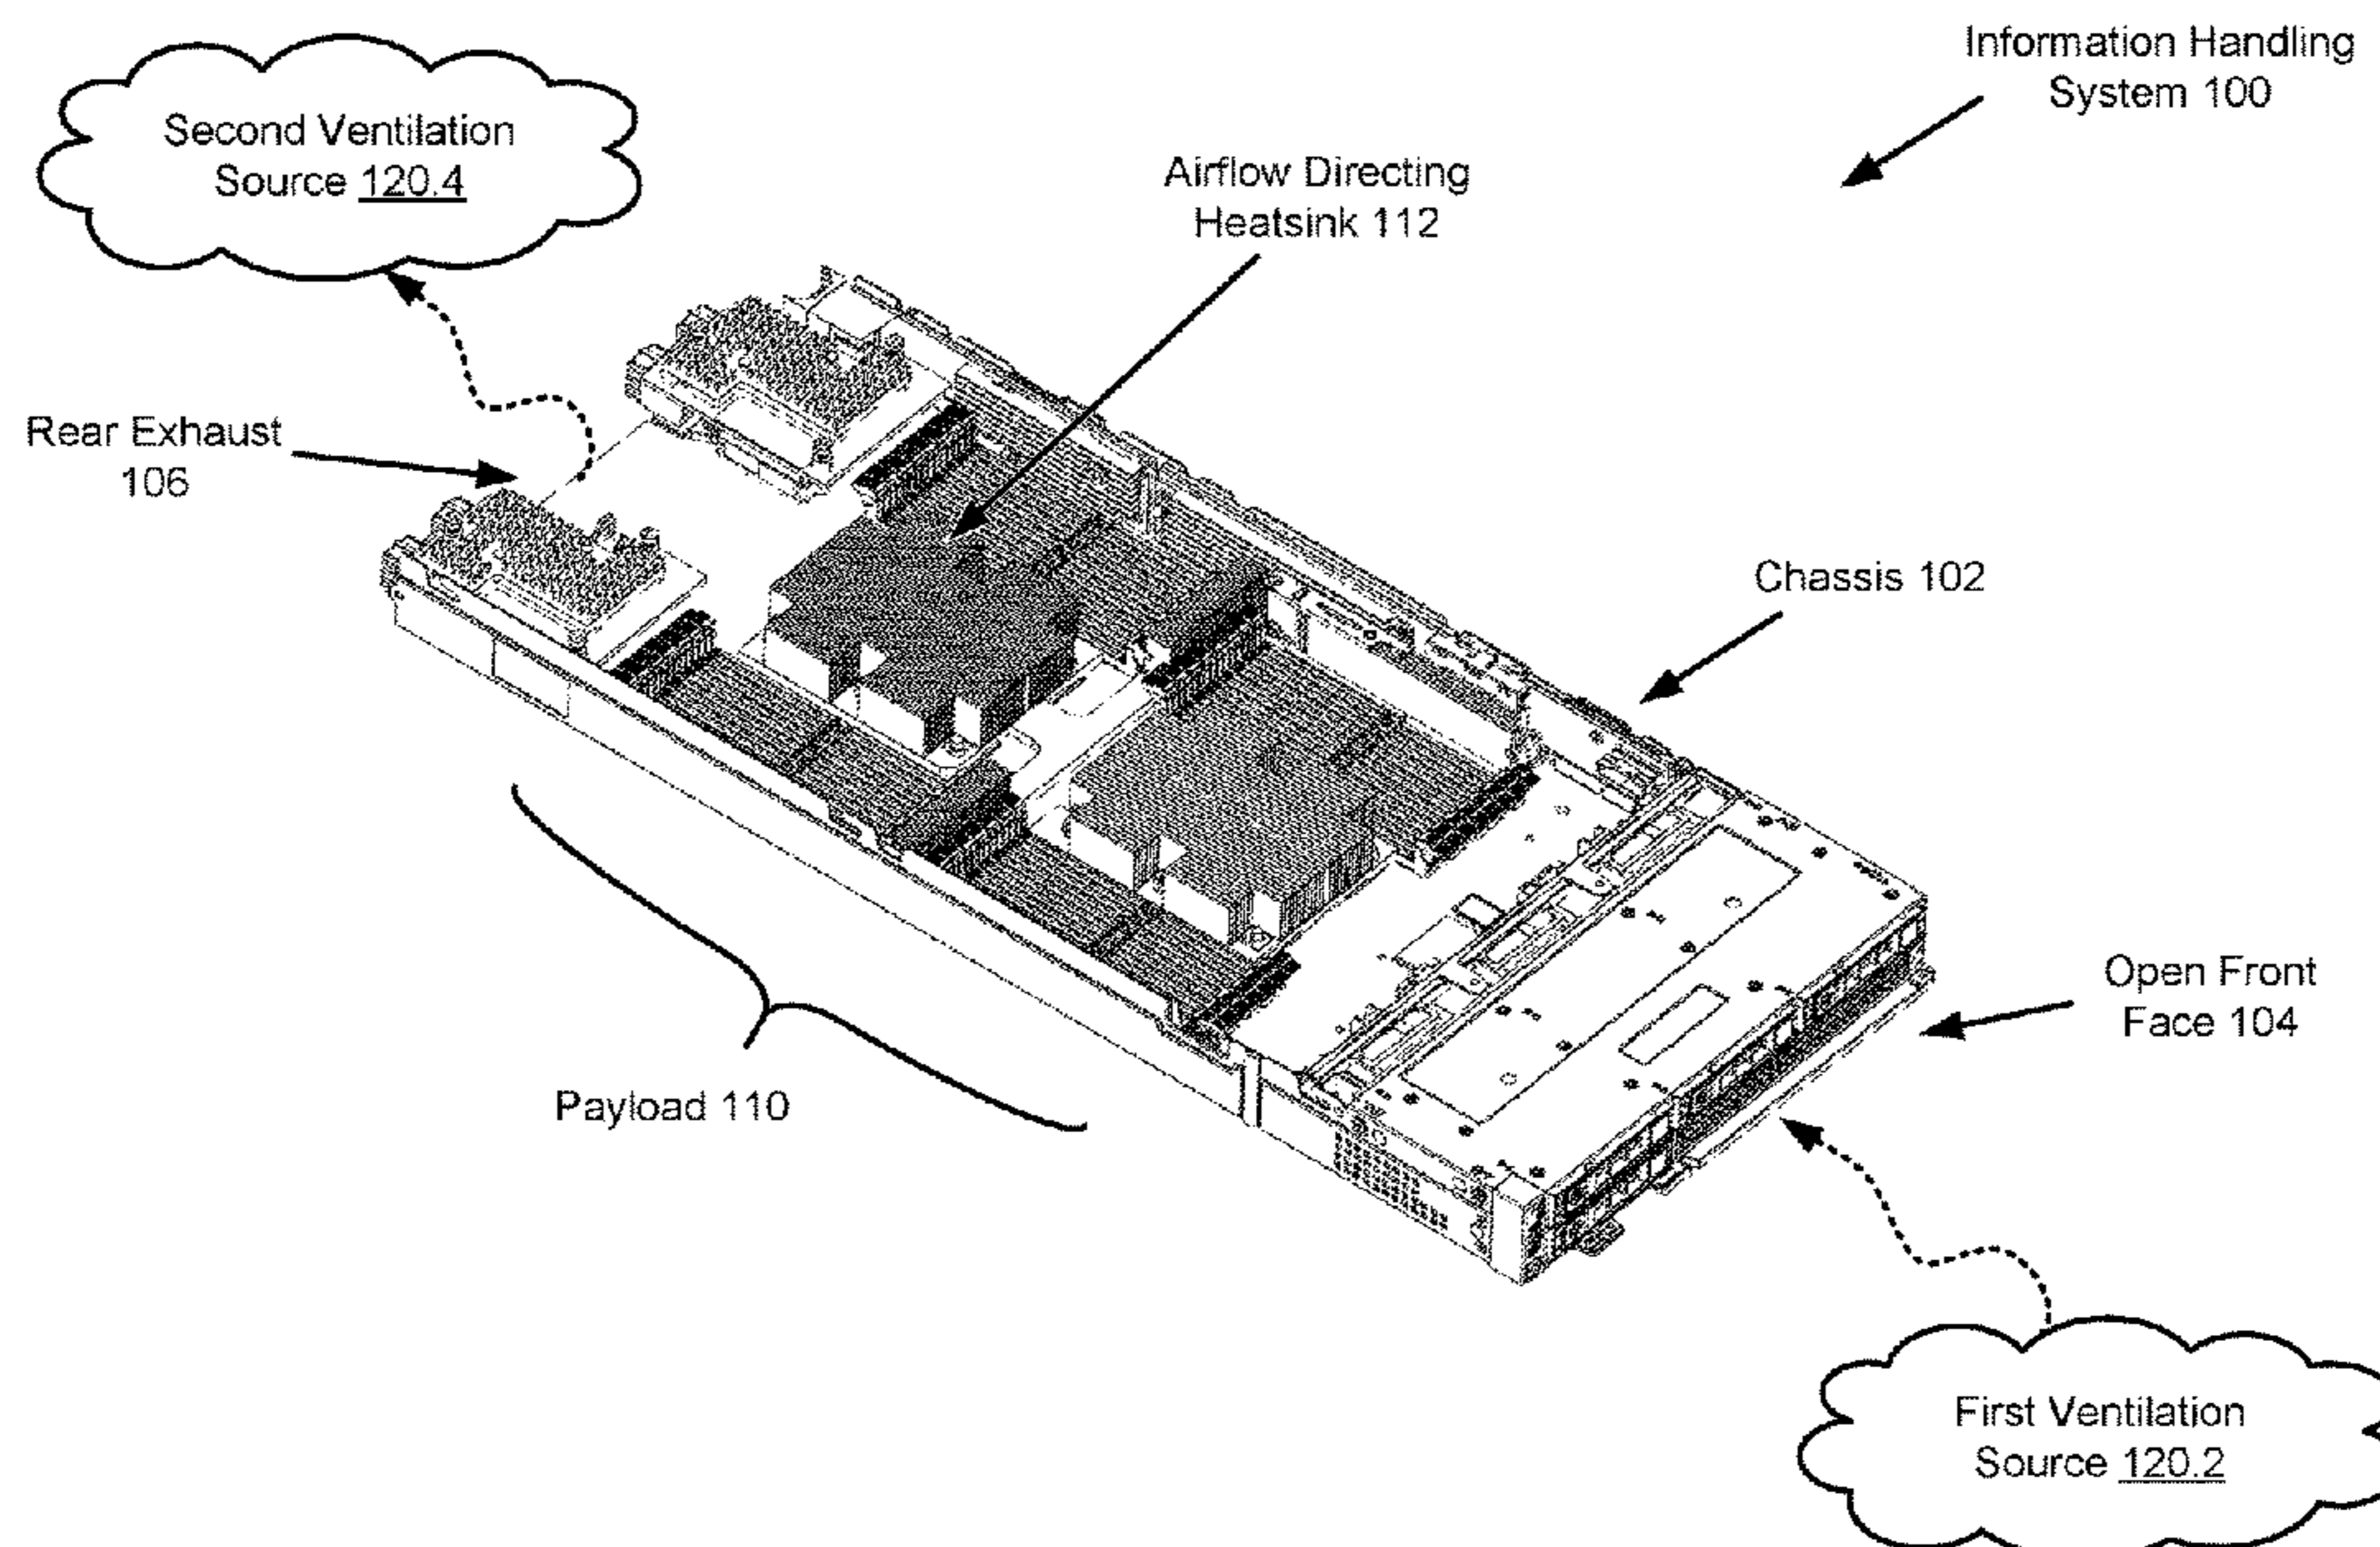 Information Handling
System 100
Second Ventilation
Source 120.4
Airflow Directing
Heatsink 112
Rear Exhaust
106
Chassis 102
Open Front
Face 104
Payload 110
First Ventilation
Source 120.2